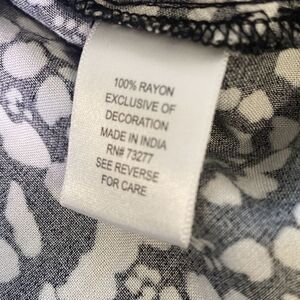 100% RAYON
EXCLUSIVE OF
DECORATION
MADE IN INDIA
RN# 73277
SEE REVERSE
FOR CARE